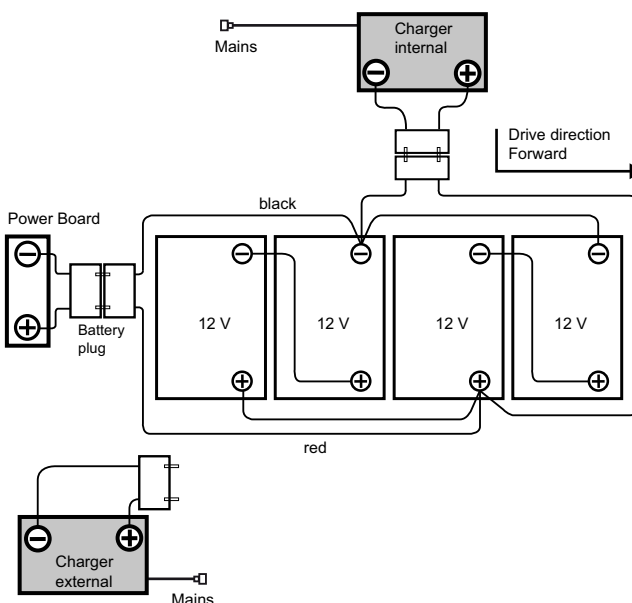 Charger
internal
Mains
Drive direction
Forward
black
Power Board
12 V
12 V
12 V
12 V
Battery
plug
red
Charger
external
Mains